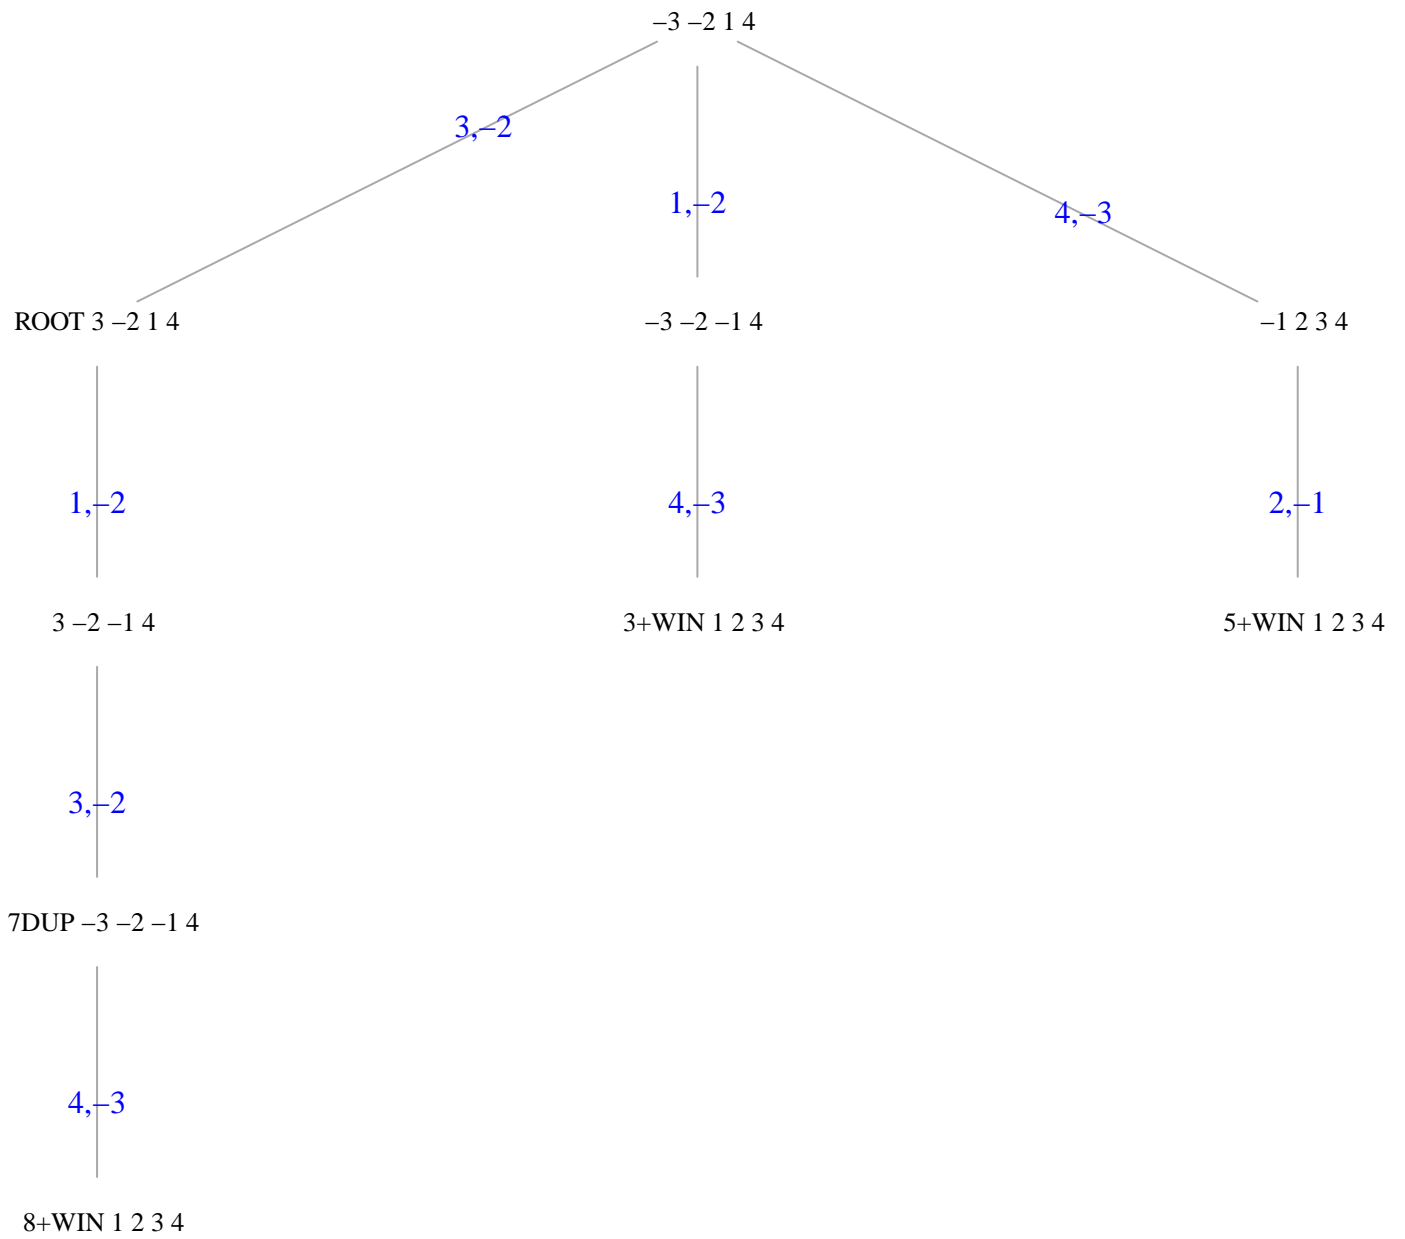 –3 –2 1 4
3,–2
1,–2
4,–3
ROOT 3 –2 1 4
–3 –2 –1 4
–1 2 3 4
1,–2
4,–3
2,–1
3 –2 –1 4
3+WIN 1 2 3 4
5+WIN 1 2 3 4
3,–2
7DUP –3 –2 –1 4
4,–3
8+WIN 1 2 3 4